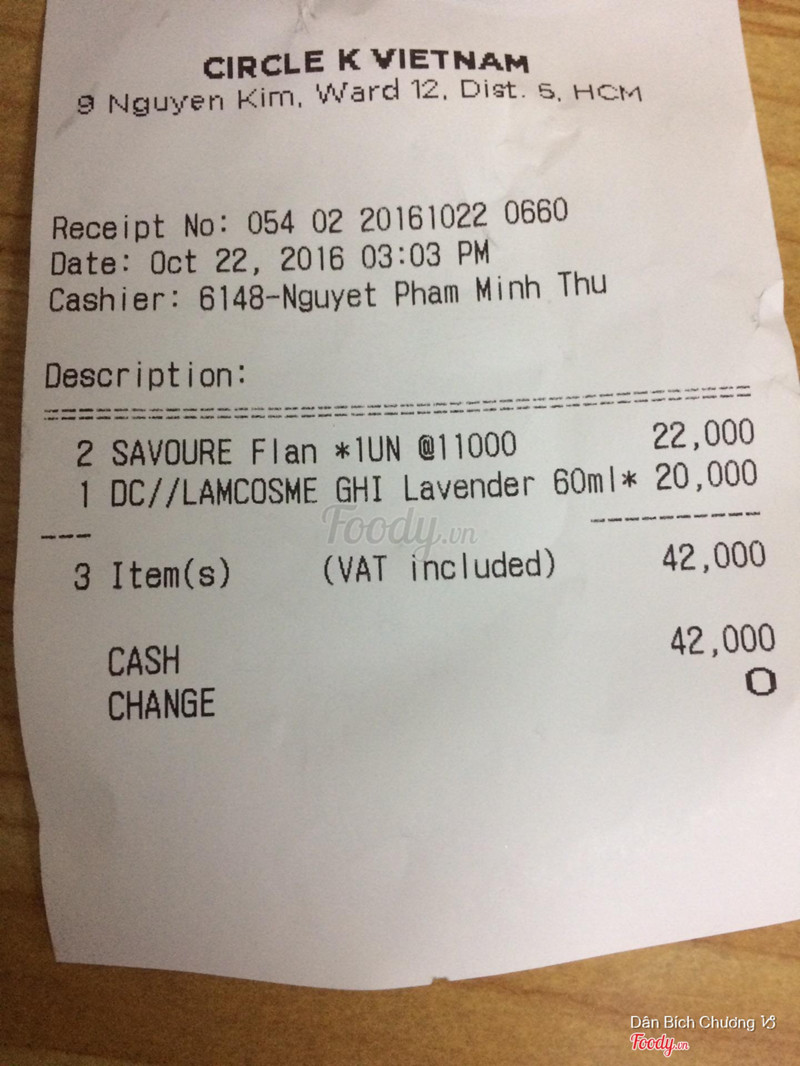 CIRCLE K VIETNAM
9 Nguyen Kim, Ward 12, Dist. 5, HCM
Receipt No: 054 02 20161022 0660
Date: Oct 22, 2016 03:03 PM
Cashier: 6148-Nguyet Pham Minh Thu
Description:
2 SAVOURE Flan *1UN @11000 22,000
1 DC//LAMCOSME GHI Lavender 60ml* 20,000
Foody.vn
3 Item(s) (VAT included) 42,000
CASH 42,000
CHANGE 0
Dân Bích Chương
Foody.vn